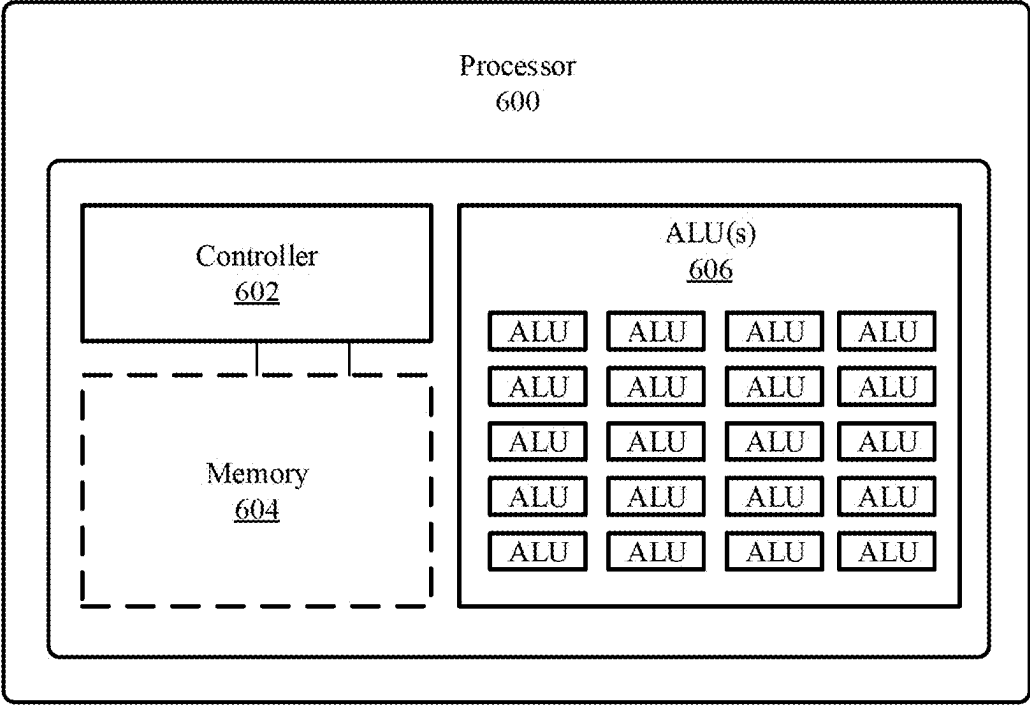 Processor
600
Controller
602
Memory
604
ALU(s)
606
ALU ALU ALU ALU
ALU ALU ALU ALU
ALU ALU ALU ALU
ALU ALU ALU ALU
ALU ALU ALU ALU